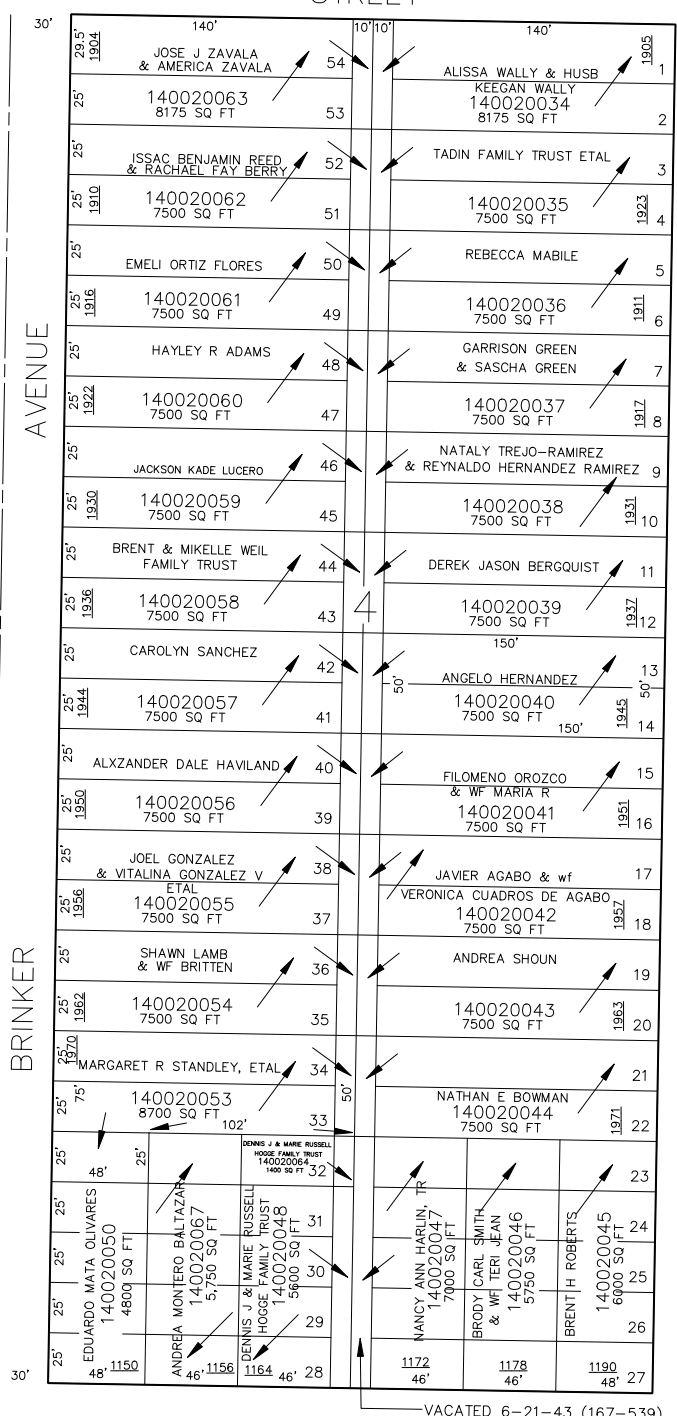 STREET
30'
140'
10'
10'
140'
29.5'
1904
JOSE J ZAVALA
& AMERICA ZAVALA
54
25'
140020063
8175 SQ FT
53
1905
1
ALISSA WALLY & HUSB
KEEGAN WALLY
140020034
8175 SQ FT
2
25'
ISSAC BENJAMIN REED
& RACHAEL FAY BERRY
52
25'
1910
140020062
7500 SQ FT
51
TADIN FAMILY TRUST ETAL
3
140020035
7500 SQ FT
1923
4
25'
EMELI ORTIZ FLORES
50
25'
1916
140020061
7500 SQ FT
49
REBECCA MABILE
5
140020036
7500 SQ FT
1911
6
AVENUE
25'
HAYLEY R ADAMS
48
25'
1922
140020060
7500 SQ FT
47
GARRISON GREEN
& SASCHA GREEN
7
140020037
7500 SQ FT
1917
8
25'
JACKSON KADE LUCERO
46
25'
1930
140020059
7500 SQ FT
45
NATALY TREJO-RAMIREZ
& REYNALDO HERNANDEZ RAMIREZ
9
140020038
7500 SQ FT
1931
10
25'
BRENT & MIKELLE WEIL
FAMILY TRUST
44
25'
1936
140020058
7500 SQ FT
43
4
DEREK JASON BERGQUIST
11
140020039
7500 SQ FT
1937
12
25'
CAROLYN SANCHEZ
42
25'
1944
140020057
7500 SQ FT
41
150'
13
50'
ANGELO HERNANDEZ
50'
140020040
7500 SQ FT
150'
1945
14
25'
ALXZANDER DALE HAVILAND
40
25'
1950
140020056
7500 SQ FT
39
15
FILOMENO OROZCO
& WF MARIA R
140020041
7500 SQ FT
1951
16
25'
JOEL GONZALEZ
& VITALINA GONZALEZ V
ETAL
38
25'
1956
140020055
7500 SQ FT
37
17
JAVIER AGABO & wf
VERONICA CUADROS DE AGABO
140020042
7500 SQ FT
1957
18
BRINKER
25'
SHAWN LAMB
& WF BRITTEN
36
25'
1962
140020054
7500 SQ FT
35
ANDREA SHOUN
19
140020043
7500 SQ FT
1963
20
25'
1970
MARGARET R STANDLEY, ETAL
34
25'
75'
140020053
8700 SQ FT
33
50'
102'
21
NATHAN E BOWMAN
140020044
7500 SQ FT
1971
22
25'
48'
25'
DENNIS J & MARIE RUSSELL
HOGGE FAMILY TRUST
140020064
1400 SQ FT
32
23
25'
31
24
25'
30
25
25'
29
26
EDUARDO MATA OLIVARES
140020050
4800 SQ FT
ANDREA MONTERO BALTAZAR
140020067
5,750 SQ FT
DENNIS J & MARIE RUSSELL
HOGGE FAMILY TRUST
140020048
5600 SQ FT
NANCY ANN HARLIN, TR
140020047
7000 SQ FT
BRODY CARL SMITH
& WF TERI JEAN
140020046
5750 SQ FT
BRENT H ROBERTS
140020045
6000 SQ FT
30'
25'
48'
1150
46'
1156
1164
46'
28
1172
46'
1178
46'
1190
48'
27
VACATED 6-21-43 (167-539)